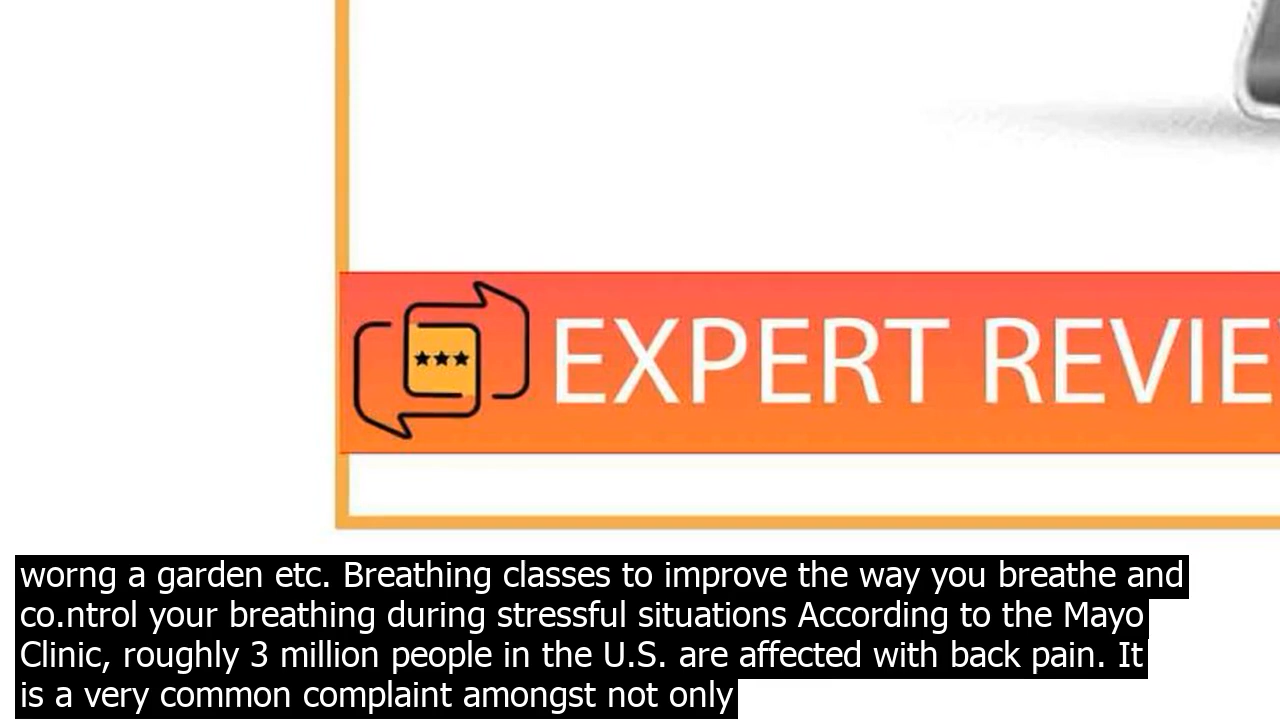 EXPERT REVIE
worng a garden etc. Breathing classes to improve the way you breathe and
co.ntrol your breathing during stressful situations According to the Mayo
Clinic, roughly 3 million people in the U.S. are affected with back pain. It
is a very common complaint amongst not only